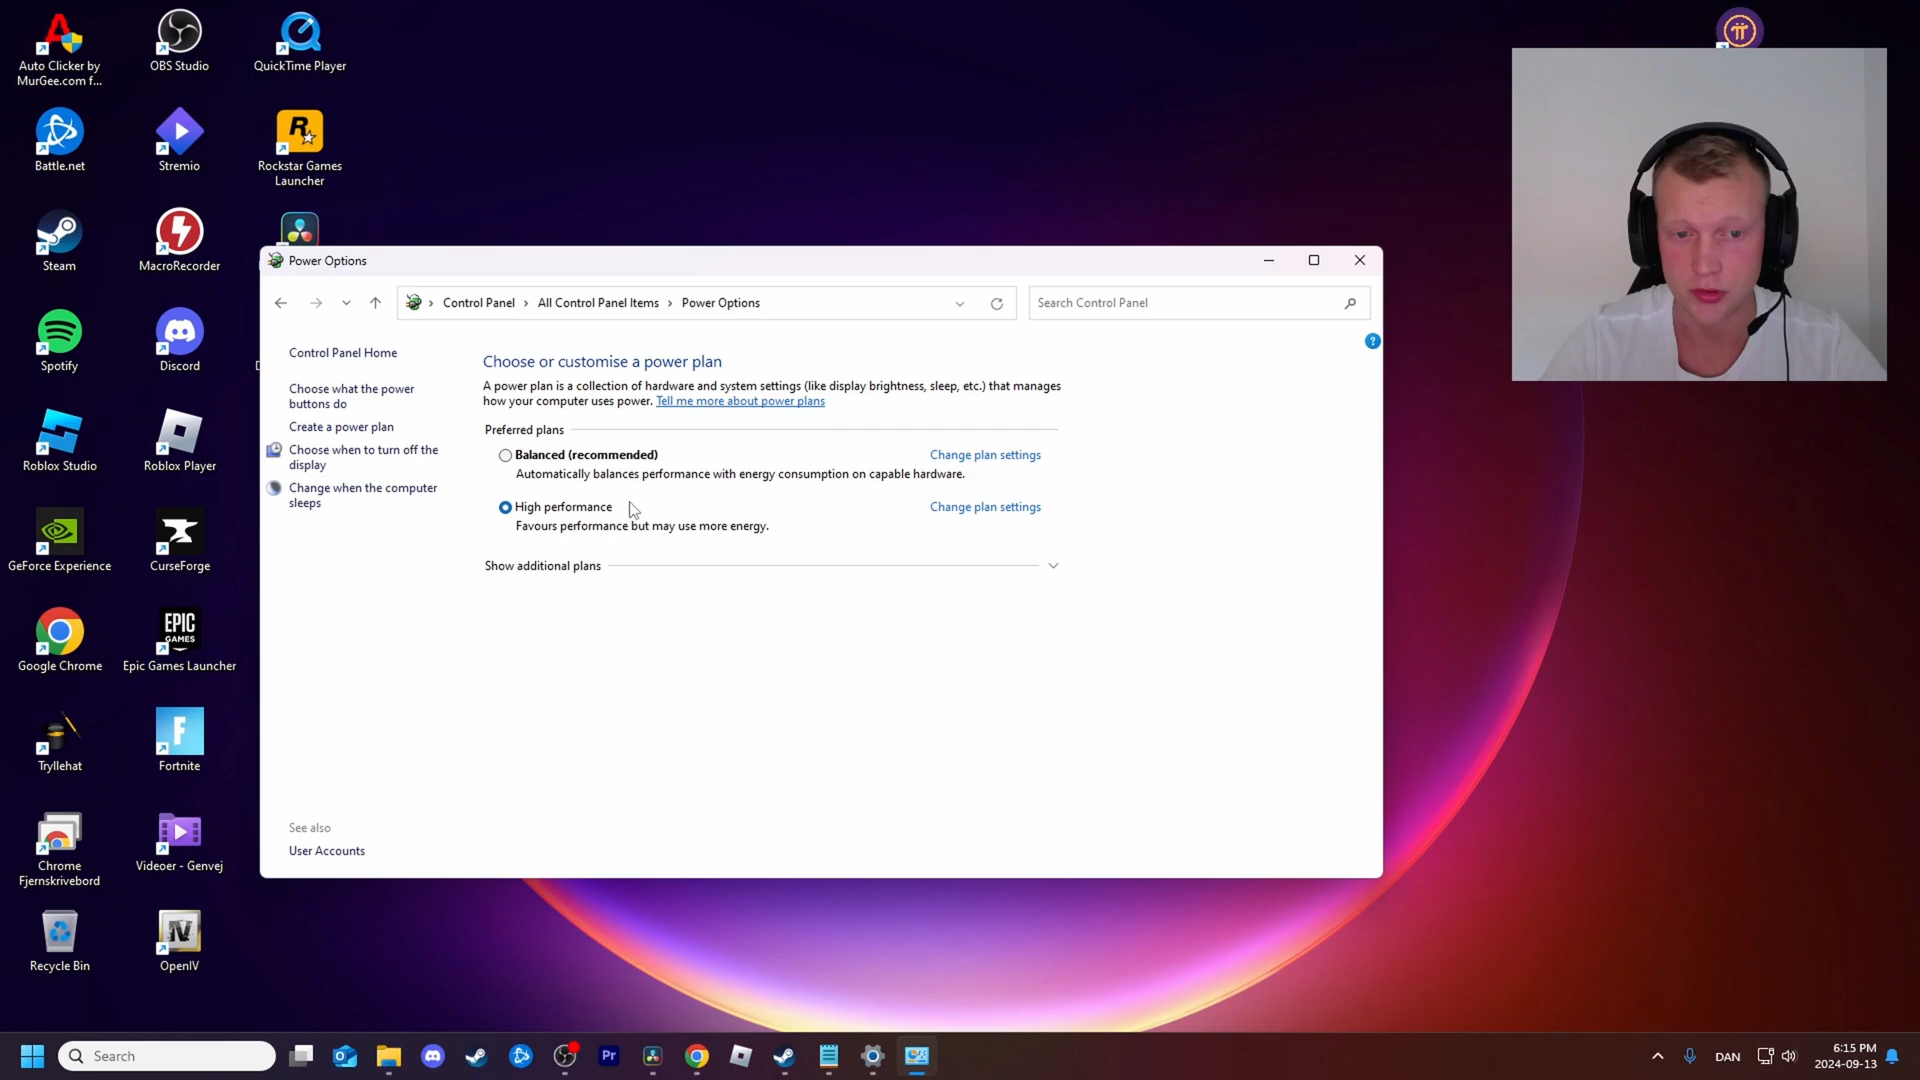 Auto Clicker by
MurGee.com f...
OBS Studio
QuickTime Player
Battle.net
Stremio
R
Rockstar Games
Launcher
Steam
MacroRecorder
Spotify
Discord
D
Roblox Studio
Roblox Player
GeForce Experience
CurseForge
Google Chrome
EPIC
GAMES
Epic Games Launcher
Tryllehat
F
Fortnite
Chrome
Fjernskrivebord
Videoer - Genvej
Recycle Bin
IV
OpenIV
Power Options
Control Panel
All Control Panel Items
Power Options
Search Control Panel
?
Control Panel Home
Choose what the power
buttons do
Create a power plan
Choose when to turn off the
display
Change when the computer
sleeps
Choose or customise a power plan
A power plan is a collection of hardware and system settings (like display brightness, sleep, etc.) that manages
how your computer uses power. Tell me more about power plans
Preferred plans
Balanced (recommended)
Change plan settings
Automatically balances performance with energy consumption on capable hardware.
High performance
Change plan settings
Favours performance but may use more energy.
Show additional plans
See also
User Accounts
Search
Pr
DAN
6:15 PM
2024-09-13